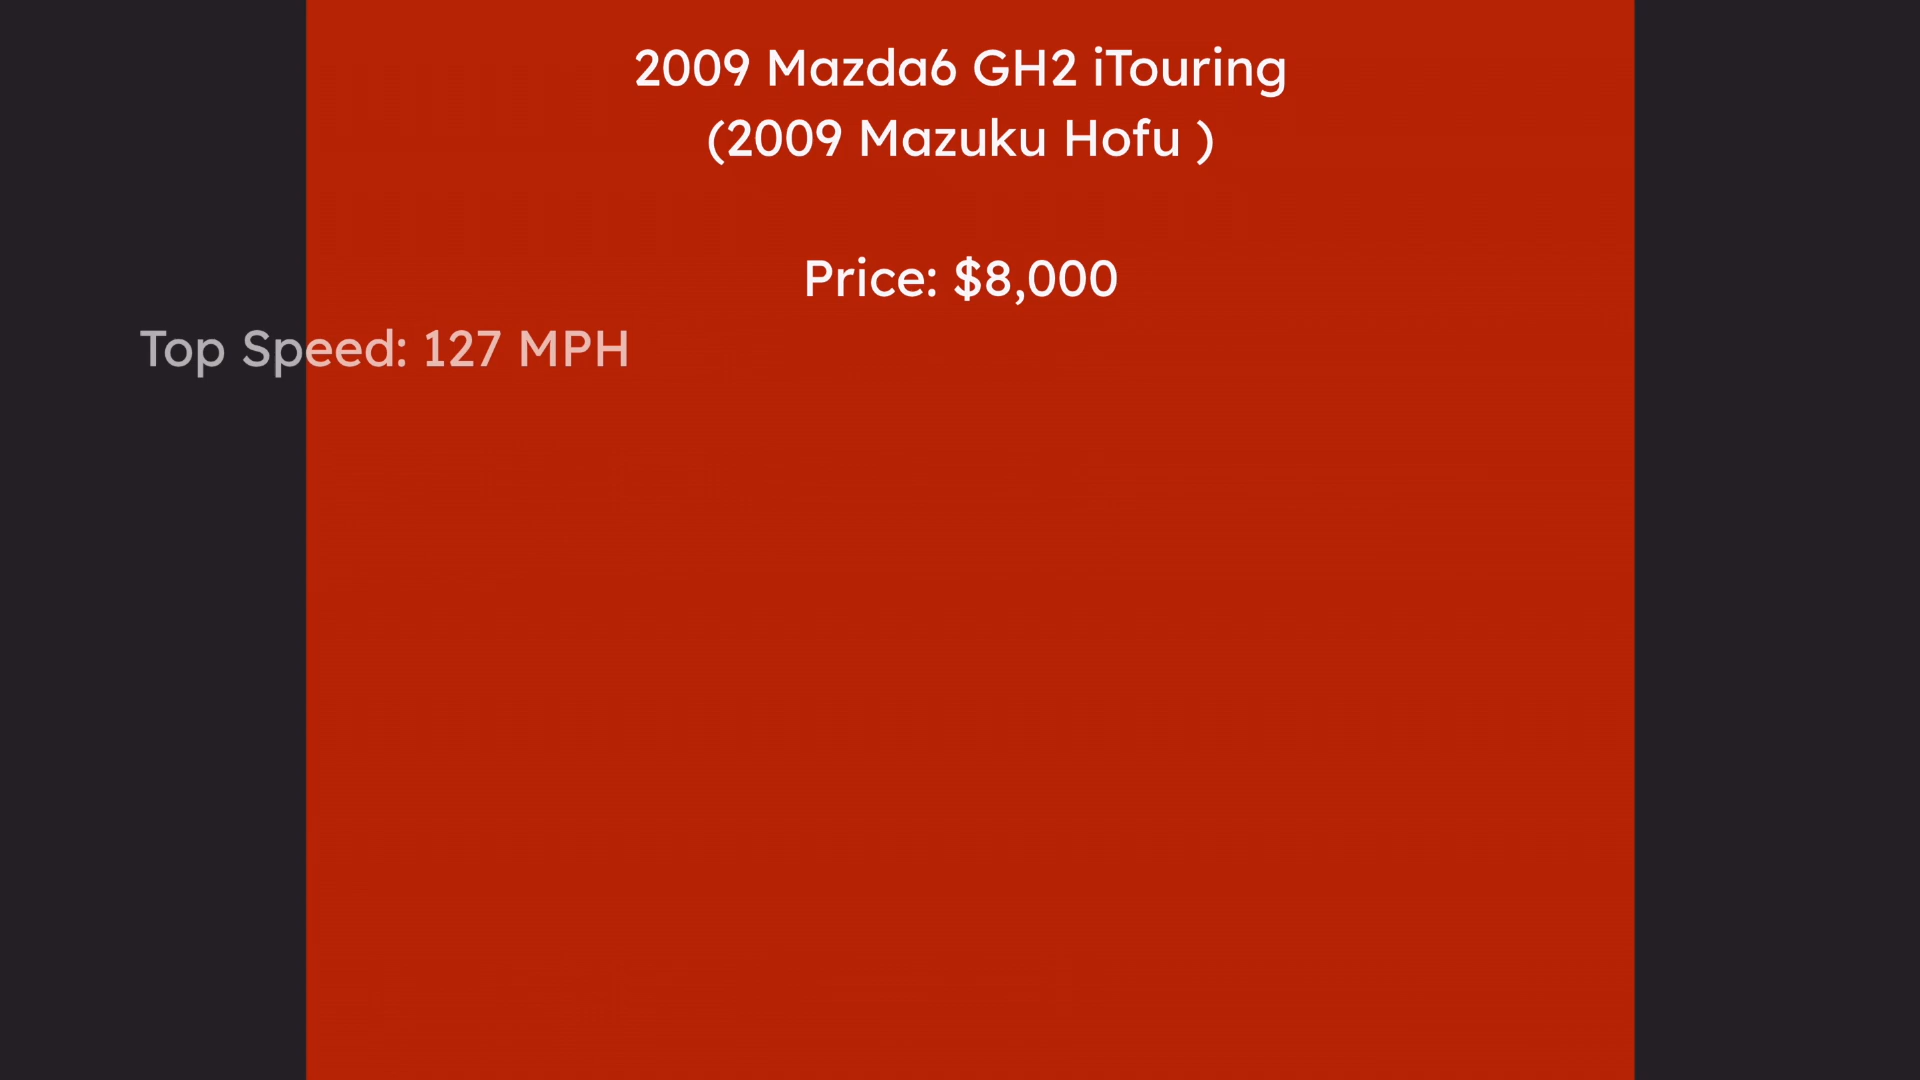 2009 Mazda6 GH2 iTouring
(2009 Mazuku Hofu )
Price: $8,000
Top Speed: 127 MPH